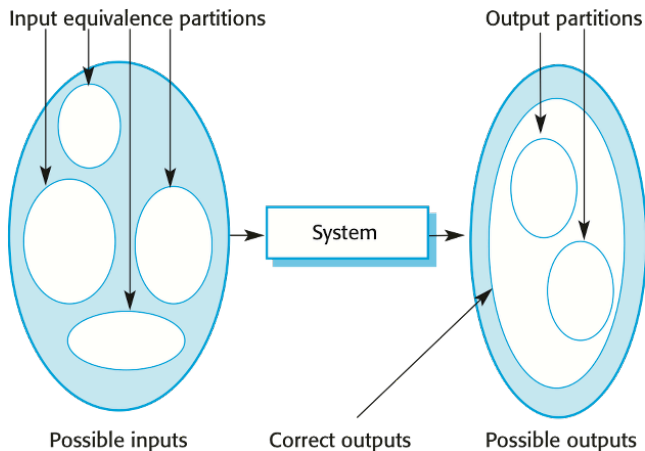 Input equivalence partitions
Output partitions
System
Possible inputs
Correct outputs
Possible outputs